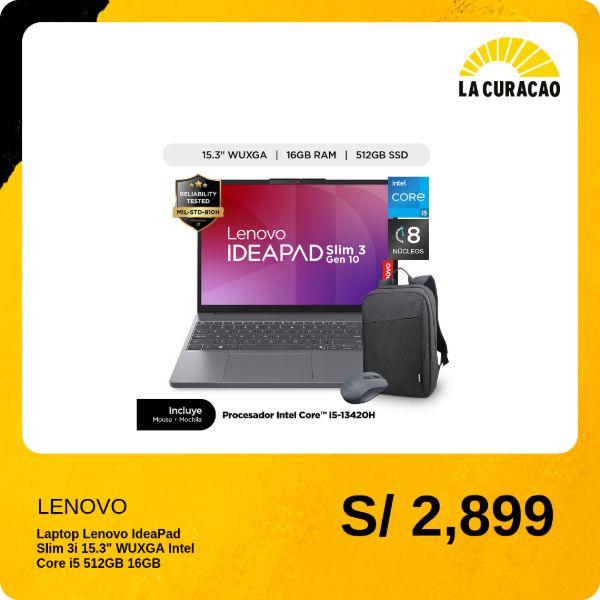 LA CURACAO
15.3" WUXGA | 16GB RAM | 512GB SSD
RELIABILITY
TESTED
MIL-STD-810H
intel
CORE
i5
8
NÚCLEOS
Lenovo
IDEAPAD Slim 3
Gen 10
Incluye
Mouse + Mochila
Procesador Intel Core™ i5-13420H
LENOVO
S/ 2,899
Laptop Lenovo IdeaPad
Slim 3i 15.3" WUXGA Intel
Core i5 512GB 16GB